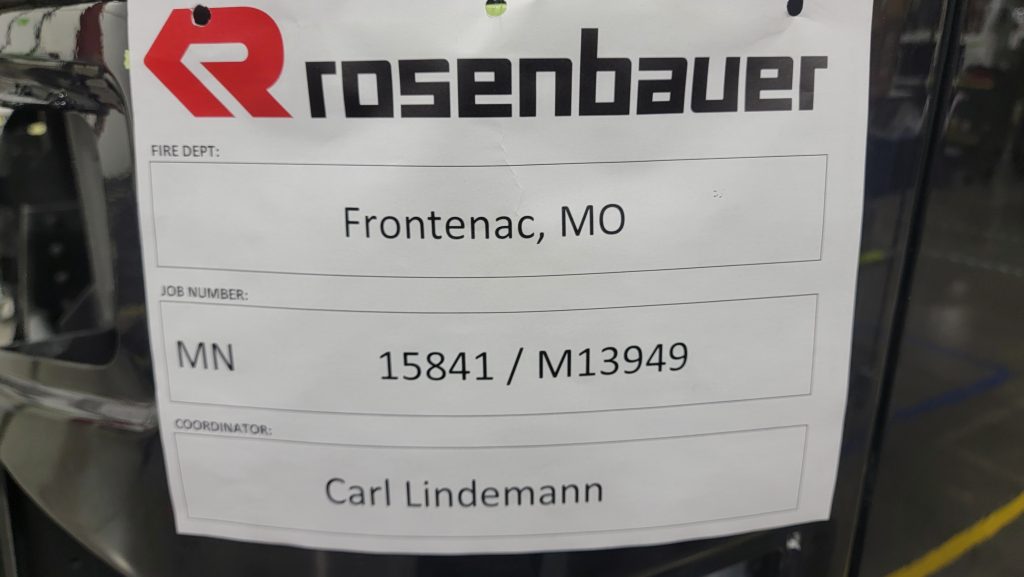 rosenbauer
FIRE DEPT:
Frontenac, MO
JOB NUMBER:
MN 15841 / M13949
COORDINATOR:
Carl Lindemann